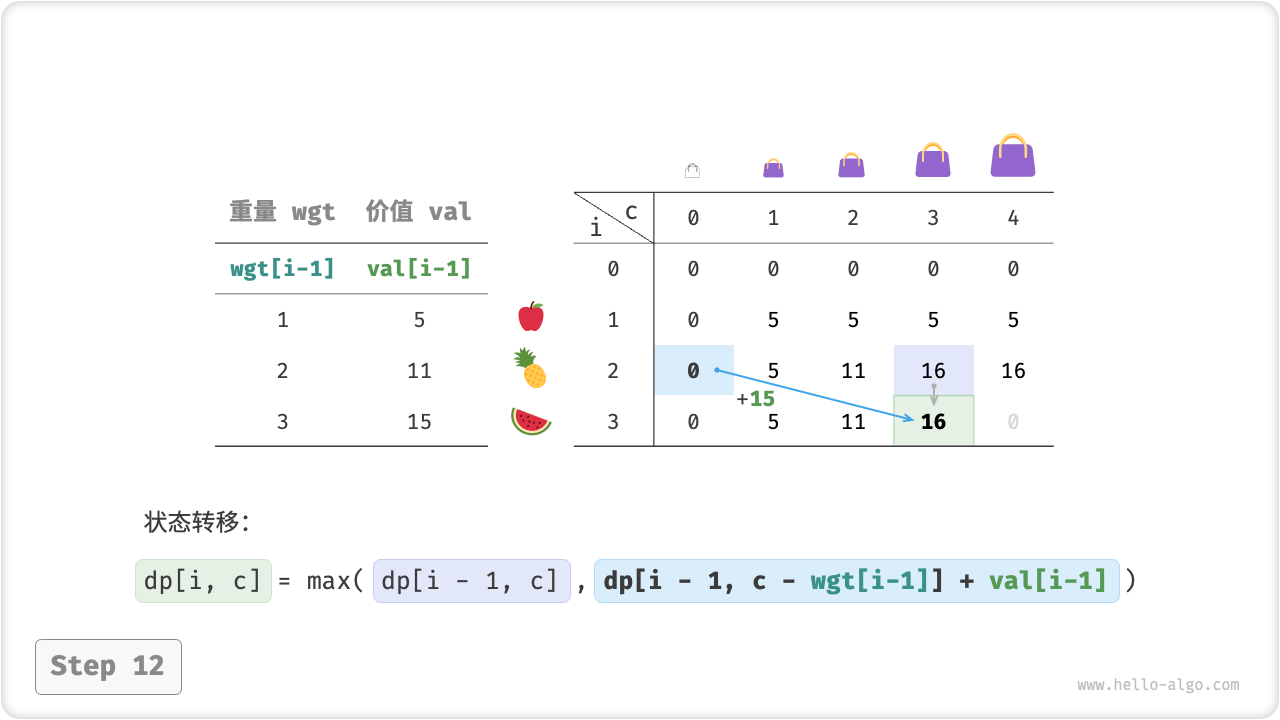 重量 wgt 价值 val
wgt[i-1] val[i-1]
1 5
2 11
3 15
i c 0 1 2 3 4
0 0 0 0 0 0
1 0 5 5 5 5
2 0 5 11 16 16
+15
3 0 5 11 16 0
状态转移：
dp[i, c] = max( dp[i - 1, c] , dp[i - 1, c - wgt[i-1]] + val[i-1] )
Step 12
www.hello-algo.com